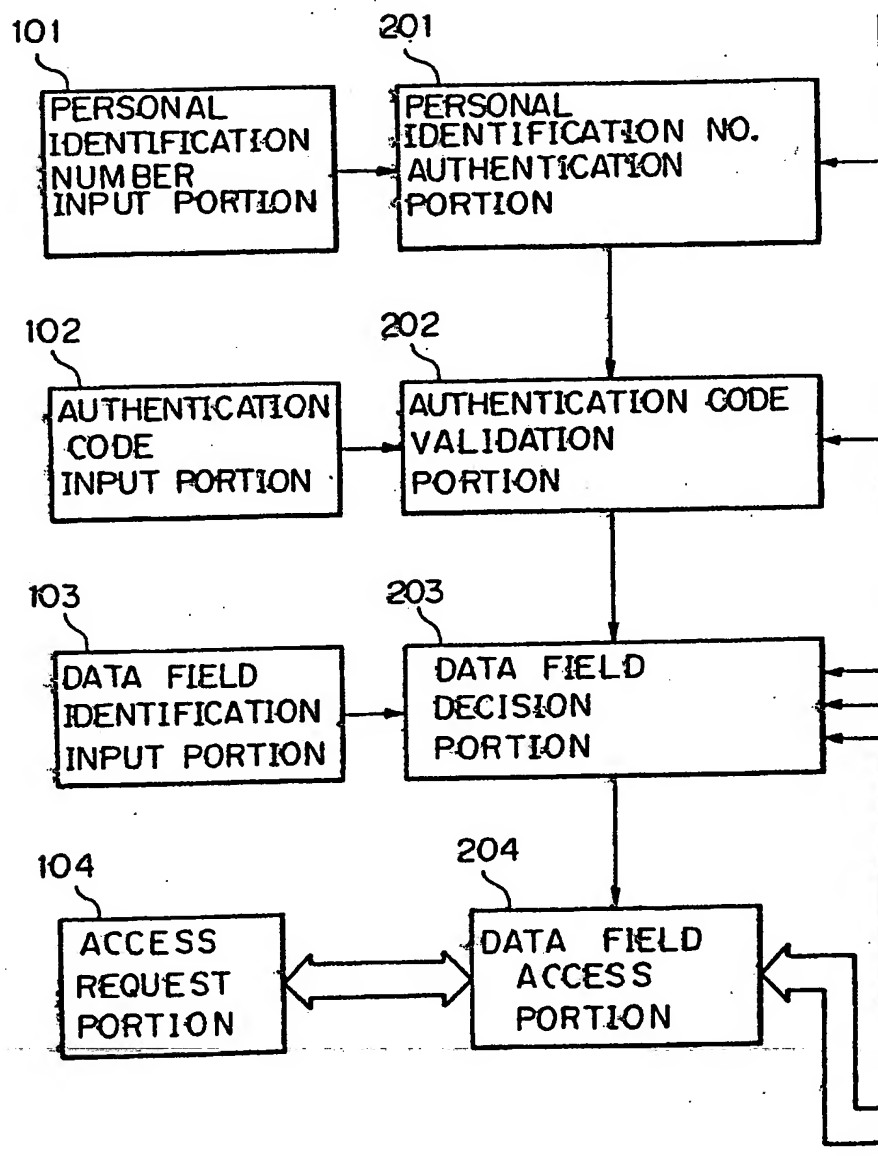 101
PERSONAL
IDENTIFICATION
NUMBER
INPUT PORTION
201
PERSONAL
IDENTIFICATION NO.
AUTHENTICATION
PORTION
102
AUTHENTICATION
CODE
INPUT PORTION
202
AUTHENTICATION CODE
VALIDATION
PORTION
103
DATA FIELD
IDENTIFICATION
INPUT PORTION
203
DATA FIELD
DECISION
PORTION
104
ACCESS
REQUEST
PORTION
204
DATA FIELD
ACCESS
PORTION